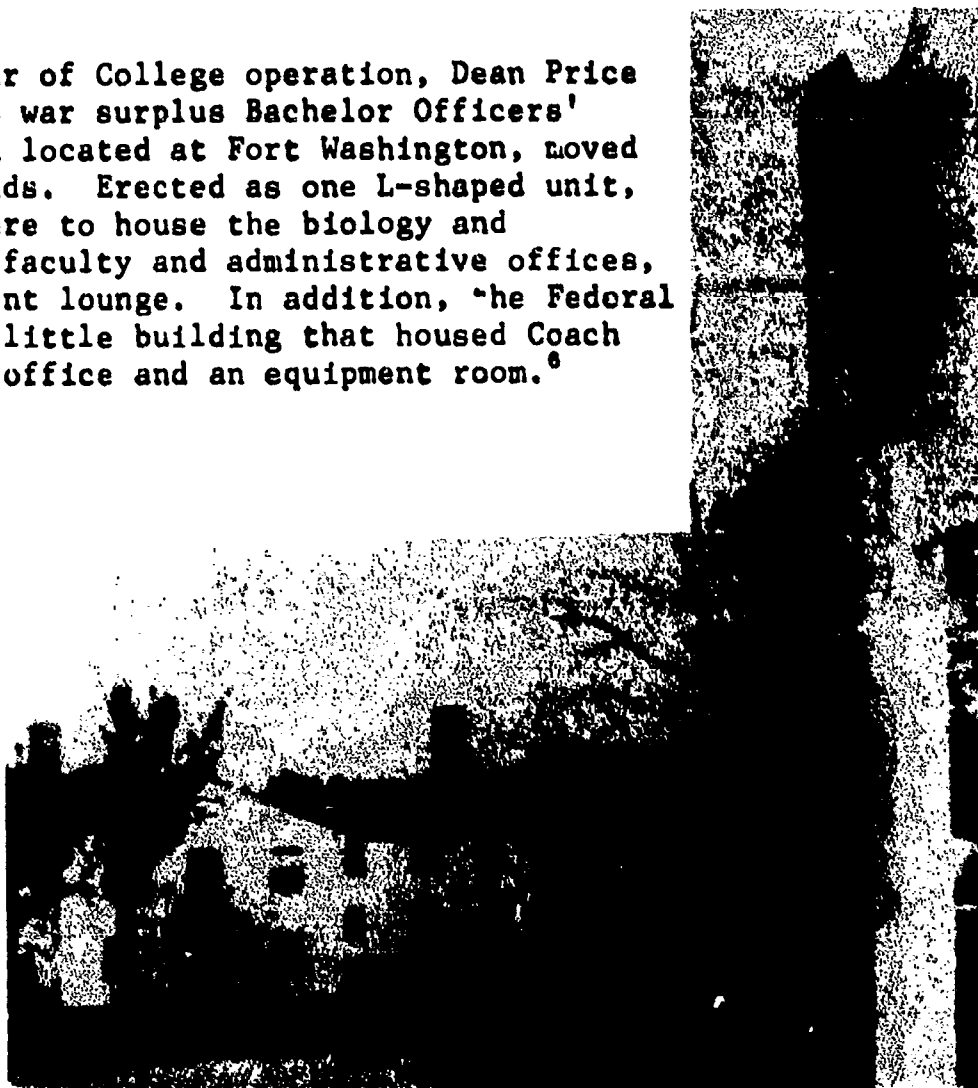 r of College operation, Dean Price
war surplus Bachelor Officers'
located at Fort Washington, moved
ds. Erected as one L-shaped unit,
re to house the biology and
faculty and administrative offices,
nt lounge. In addition, he Federal
little building that housed Coach
office and an equipment room.⁶